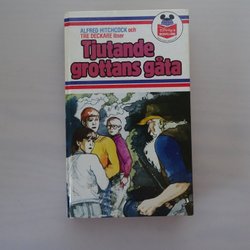 ALFRED HITCHCOCK och
TRE DECKARE löser
Tjutande
grottans gåta